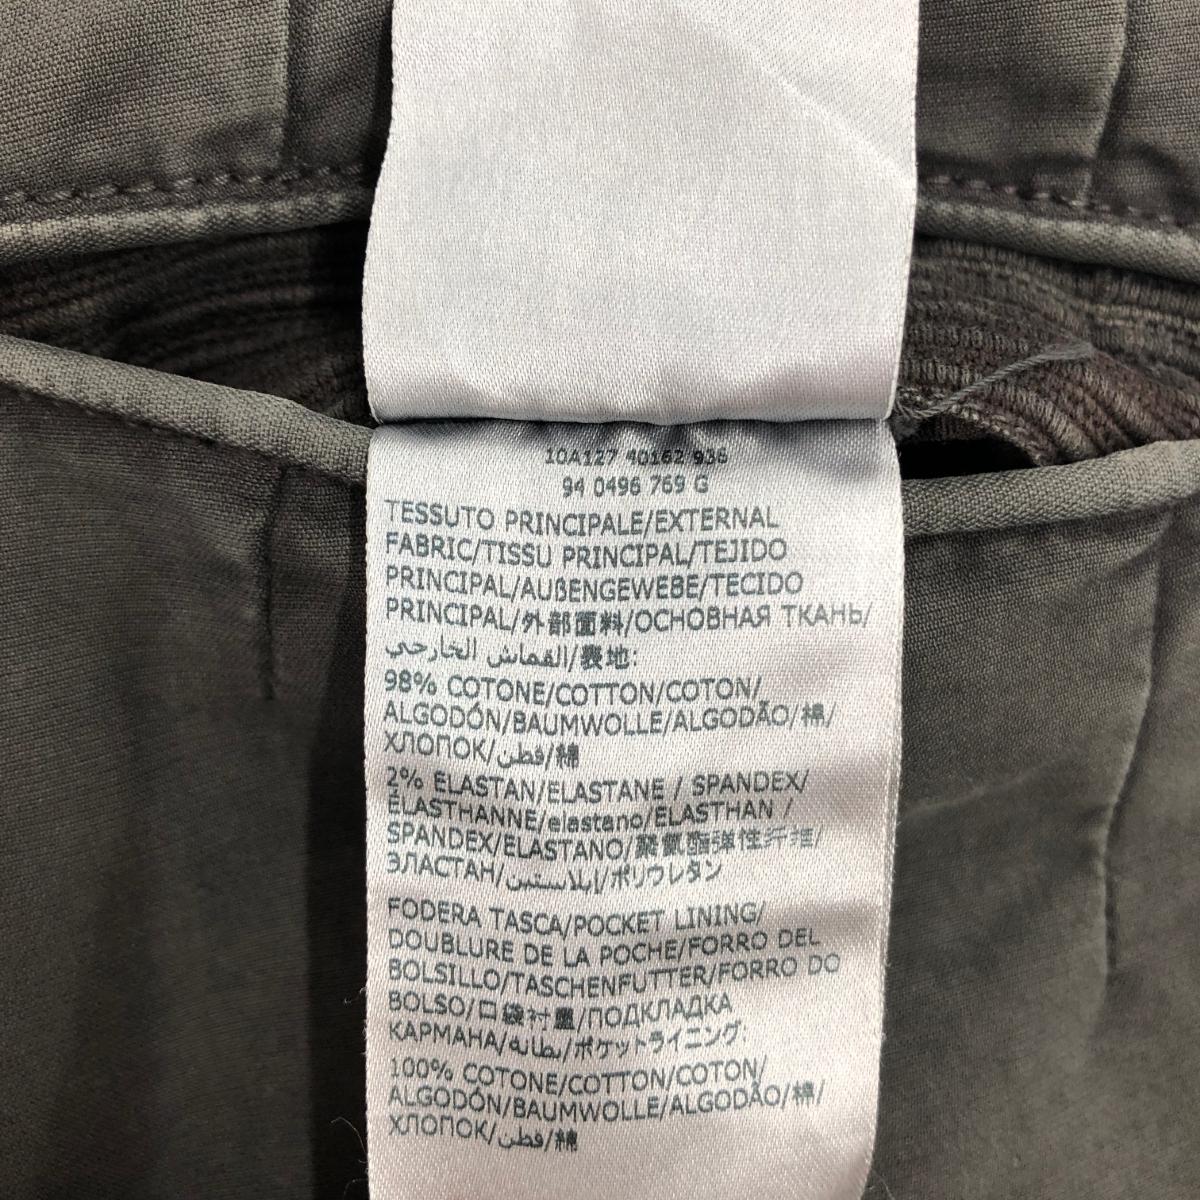 10A127 40162 936
94 0496 769 G
TESSUTO PRINCIPALE/EXTERNAL
FABRIC/TISSU PRINCIPAL/TEJIDO
PRINCIPAL/AUßENGEWEBE/TECIDO
PRINCIPAL/外部面料/ОСНОВНАЯ ТКАНЬ/
القماش الخارجي/表地:
98% COTONE/COTTON/COTON/
ALGODÓN/BAUMWOLLE/ALGODÃO/棉/
ХЛОПОК/قطن/綿
2% ELASTAN/ELASTANE / SPANDEX/
ÉLASTHANNE/elastano/ELASTHAN /
SPANDEX/ELASTANO/聚氨酯弹性纤维/
ЭЛАСТАН/إيلاستين/ポリウレタン
FODERA TASCA/POCKET LINING/
DOUBLURE DE LA POCHE/FORRO DEL
BOLSILLO/TASCHENFUTTER/FORRO DO
BOLSO/口袋衬里/ПОДКЛАДКА
КАРМАНА/بطانة/ポケットライニング:
100% COTONE/COTTON/COTON/
ALGODÓN/BAUMWOLLE/ALGODÃO/棉/
ХЛОПОК/قطن/綿